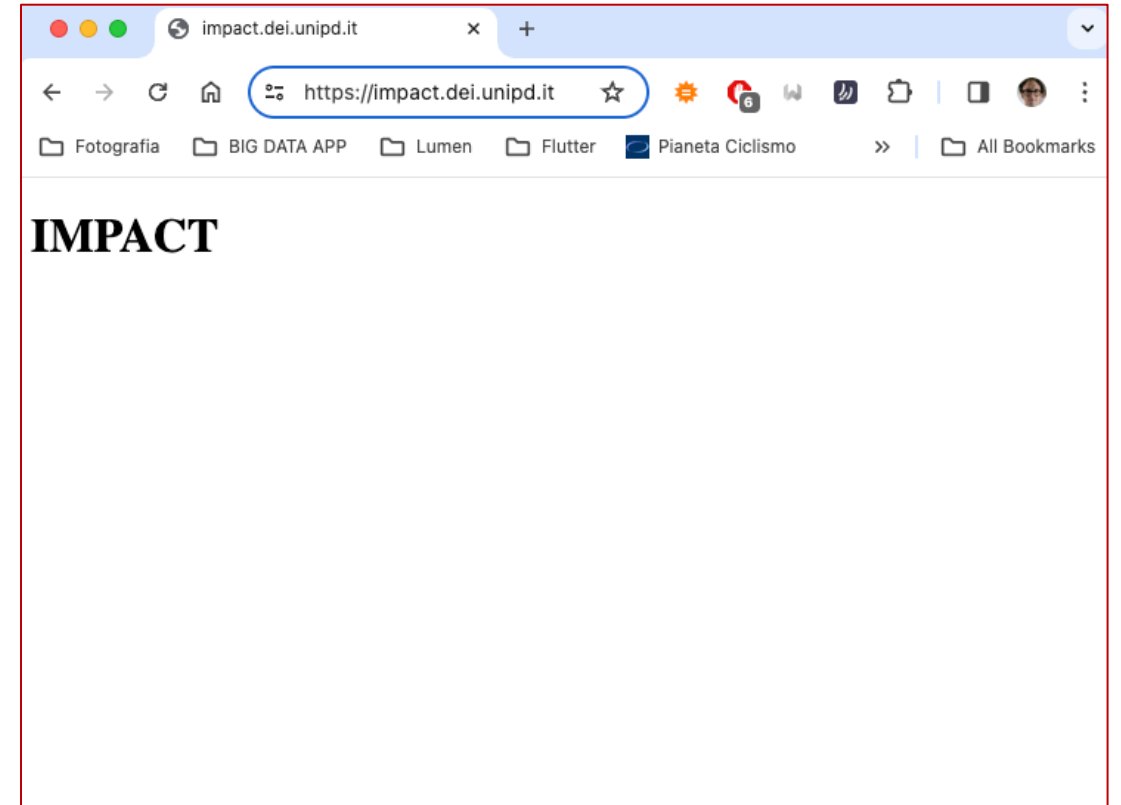 impact.dei.unipd.it
https://impact.dei.unipd.it 6
Fotografia BIG DATA APP Lumen Flutter Pianeta Ciclismo » All Bookmarks
IMPACT